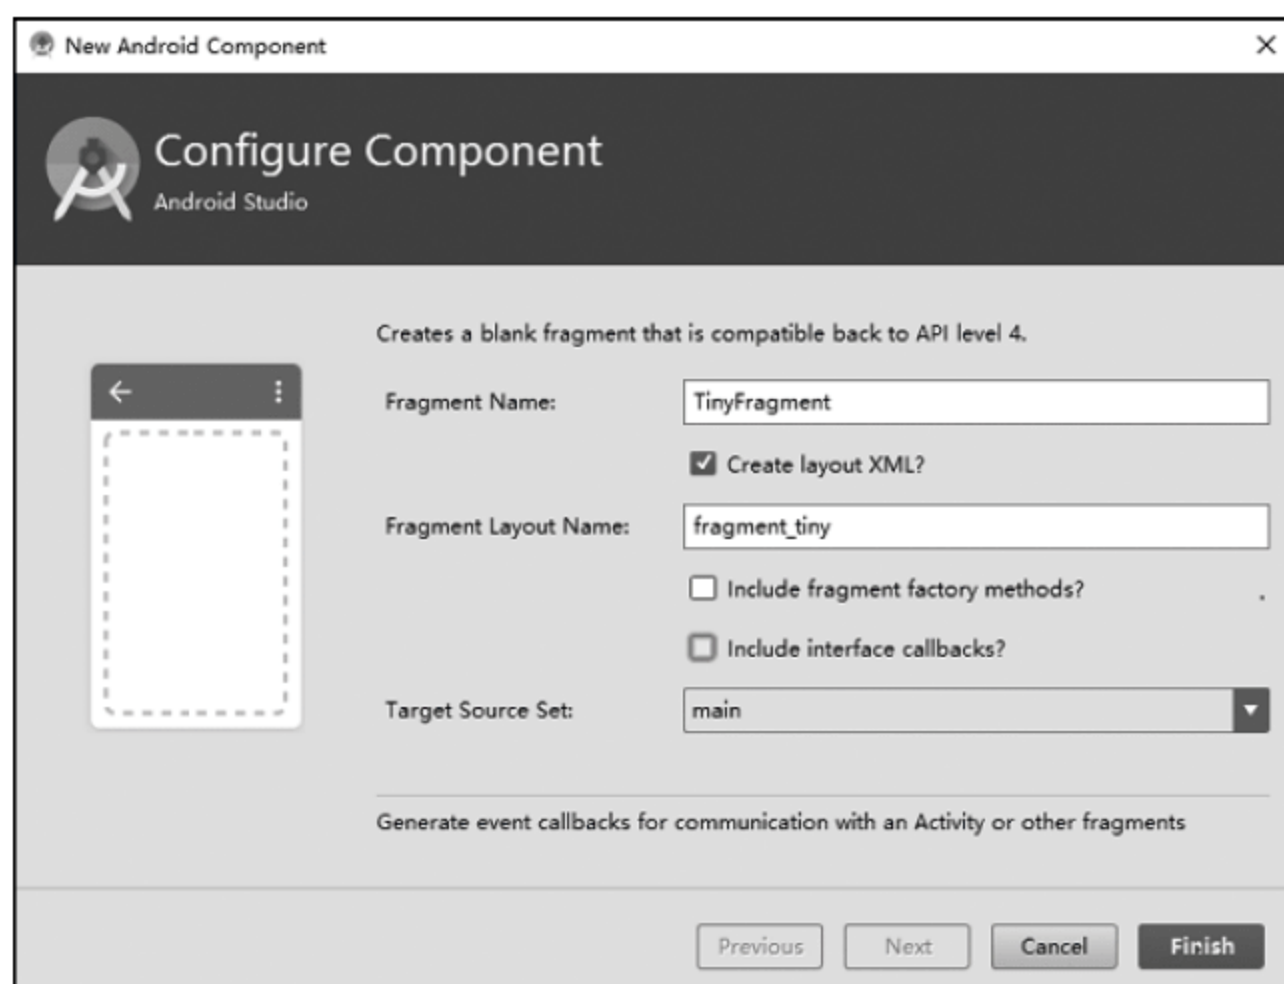 New Android Component
Configure Component
Android Studio
Creates a blank fragment that is compatible back to API level 4.
Fragment Name: TinyFragment
Create layout XML?
Fragment Layout Name: fragment_tiny
Include fragment factory methods?
Include interface callbacks?
Target Source Set: main
Generate event callbacks for communication with an Activity or other fragments
Previous Next Cancel Finish